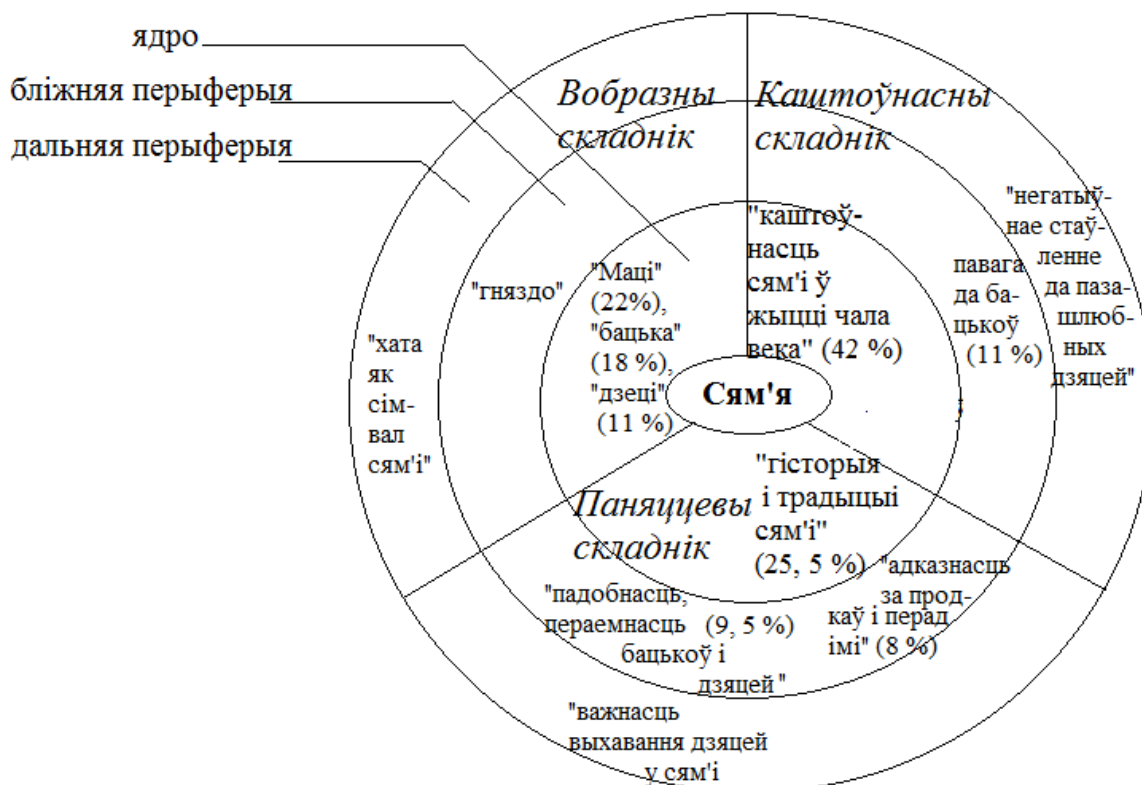 ядро
бліжняя перыферыя
дальняя перыферыя
Вобразны
складнік
Каштоўнасны
складнік
"каштоў-
насць
сям'і ў
жыцці чала
века" (42 %)
"негатыў-
нае стаў-
ленне
да паза-
шлюб-
ных
дзяцей"
павага
да ба-
цькоў
(11 %)
"Маці"
(22%),
"бацька"
(18 %),
"дзеці"
(11 %)
"гняздо"
"хата
як
сім-
вал
сям'і"
Сям'я
Паняццевы
складнік
"гісторыя
і традыцыі
сям'і"
(25, 5 %)
"адказнасць
за прод-
каў і перад
імі" (8 %)
"падобнасць,
пераемнасць (9, 5 %)
бацькоў і
дзяцей"
"важнасць
выхавання дзяцей
у сям'і